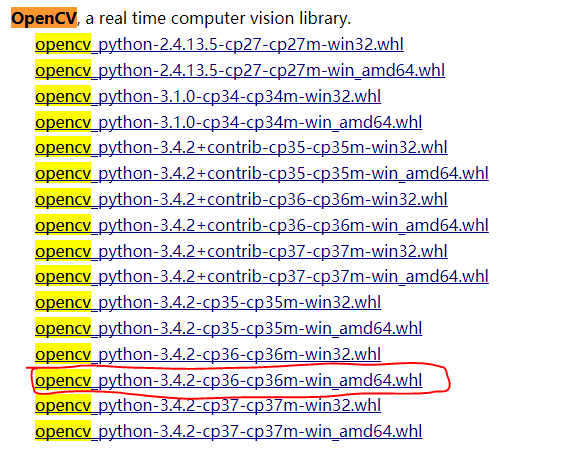 OpenCV, a real time computer vision library.
opencv_python-2.4.13.5-cp27-cp27m-win32.whl
opencv_python-2.4.13.5-cp27-cp27m-win_amd64.whl
opencv_python-3.1.0-cp34-cp34m-win32.whl
opencv_python-3.1.0-cp34-cp34m-win_amd64.whl
opencv_python-3.4.2+contrib-cp35-cp35m-win32.whl
opencv_python-3.4.2+contrib-cp35-cp35m-win_amd64.whl
opencv_python-3.4.2+contrib-cp36-cp36m-win32.whl
opencv_python-3.4.2+contrib-cp36-cp36m-win_amd64.whl
opencv_python-3.4.2+contrib-cp37-cp37m-win32.whl
opencv_python-3.4.2+contrib-cp37-cp37m-win_amd64.whl
opencv_python-3.4.2-cp35-cp35m-win32.whl
opencv_python-3.4.2-cp35-cp35m-win_amd64.whl
opencv_python-3.4.2-cp36-cp36m-win32.whl
opencv_python-3.4.2-cp36-cp36m-win_amd64.whl
opencv_python-3.4.2-cp37-cp37m-win32.whl
opencv_python-3.4.2-cp37-cp37m-win_amd64.whl